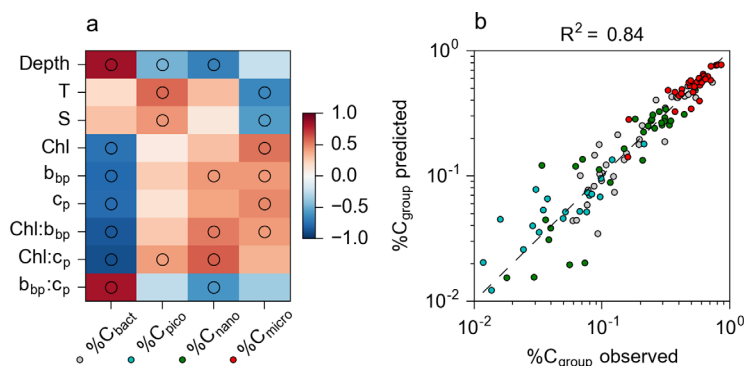 a
Depth
T
S
Chl
b_bp
c_p
Chl:b_bp
Chl:c_p
b_bp:c_p
%C_bact
%C_pico
%C_nano
%C_micro
1.0
0.5
0.0
−0.5
−1.0
b
R² = 0.84
%C_group predicted
10⁰
10⁻¹
10⁻²
10⁻²
10⁻¹
10⁰
%C_group observed